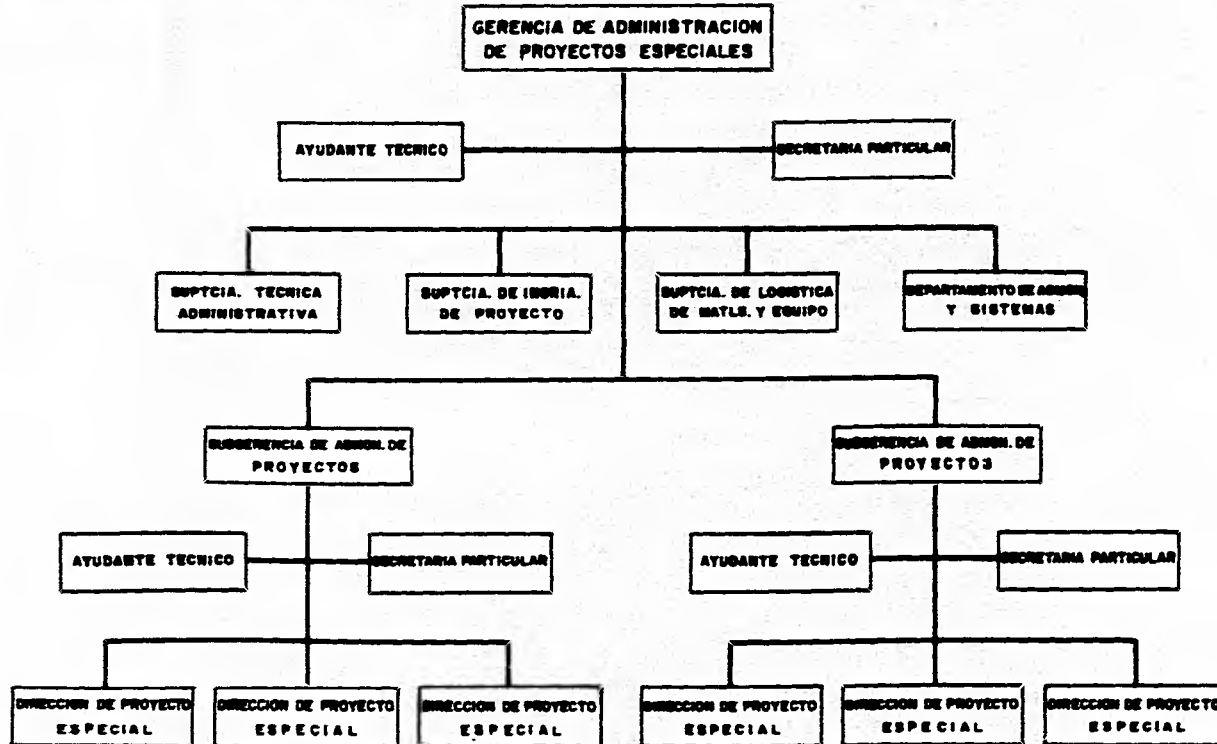 GERENCIA DE ADMINISTRACION
DE PROYECTOS ESPECIALES
AYUDANTE TECNICO
SECRETARIA PARTICULAR
SUPTCIA. TECNICA
ADMINISTRATIVA
SUPTCIA. DE INGRIA.
DE PROYECTO
SUPTCIA. DE LOGISTICA
DE MATLS. Y EQUIPO
DEPARTAMENTO DE ADMON.
Y SISTEMAS
SUBGERENCIA DE ADMON. DE
PROYECTOS
SUBGERENCIA DE ADMON. DE
PROYECTOS
AYUDANTE TECNICO
SECRETARIA PARTICULAR
AYUDANTE TECNICO
SECRETARIA PARTICULAR
DIRECCION DE PROYECTO
ESPECIAL
DIRECCION DE PROYECTO
ESPECIAL
DIRECCION DE PROYECTO
ESPECIAL
DIRECCION DE PROYECTO
ESPECIAL
DIRECCION DE PROYECTO
ESPECIAL
DIRECCION DE PROYECTO
ESPECIAL